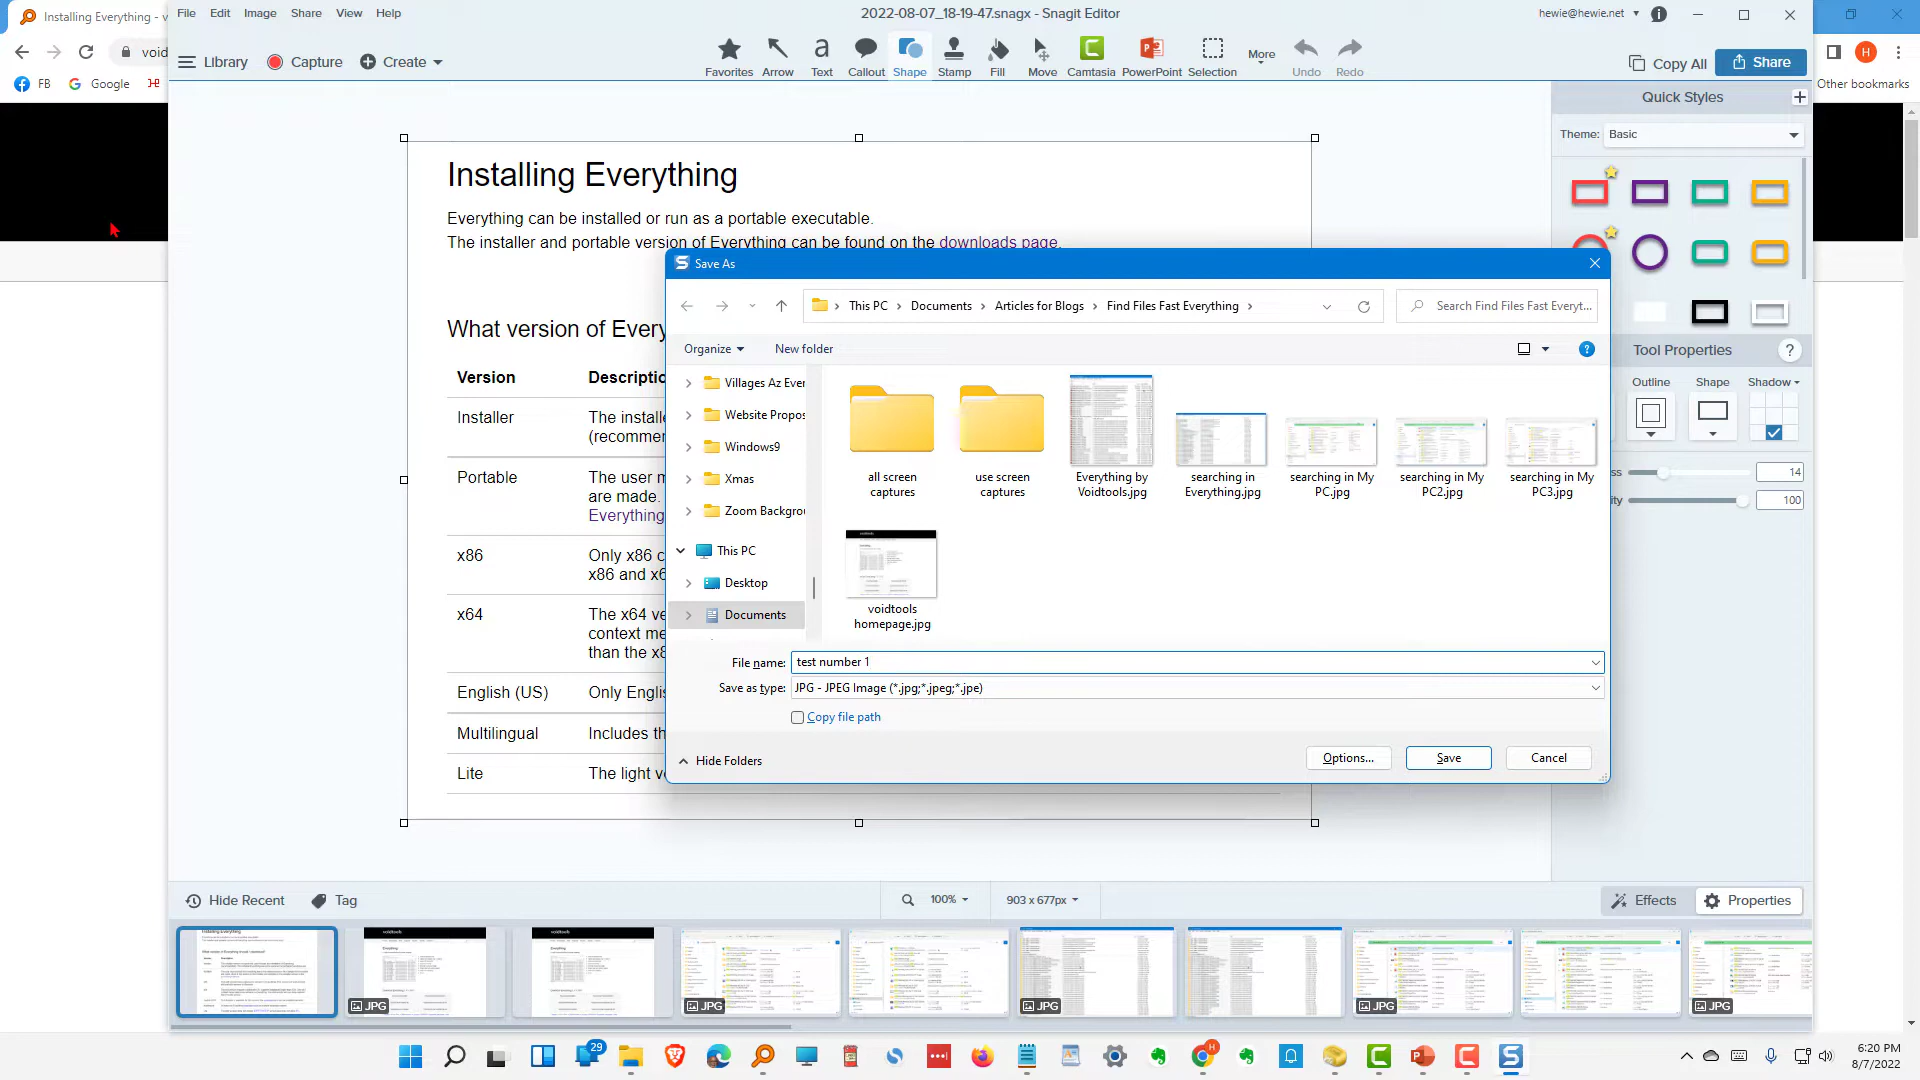 Installing Everything - v
File Edit Image Share View Help
2022-08-07_18-19-47.snagx - Snagit Editor
hewie@hewie.net
void
Library Capture Create
Favorites Arrow Text Callout Shape Stamp Fill Move Camtasia PowerPoint Selection More Undo Redo
Copy All Share
H
FB Google
Other bookmarks
Quick Styles
Theme: Basic
Installing Everything
Everything can be installed or run as a portable executable.
The installer and portable version of Everything can be found on the downloads page.
What version of Every
Version Descriptio
Installer The installe
(recommen
Portable The user m
are made.
Everything
x86 Only x86 c
x86 and x6
x64 The x64 ve
context me
than the x8
English (US) Only Englis
Multilingual Includes th
Lite The light ve
Save As
This PC Documents Articles for Blogs Find Files Fast Everything
Search Find Files Fast Everyt...
Organize New folder
Villages Az Ever
Website Propos
Windows9
Xmas
Zoom Backgrou
This PC
Desktop
Documents
all screen captures
use screen captures
Everything by Voidtools.jpg
searching in Everything.jpg
searching in My PC.jpg
searching in My PC2.jpg
searching in My PC3.jpg
voidtools homepage.jpg
File name: test number 1
Save as type: JPG - JPEG Image (*.jpg;*.jpeg;*.jpe)
Copy file path
Hide Folders
Options... Save Cancel
Tool Properties
?
Outline Shape Shadow
ss 14
ity 100
Hide Recent Tag
100% 903 x 677px
Effects Properties
JPG JPG JPG JPG JPG
29
6:20 PM
8/7/2022